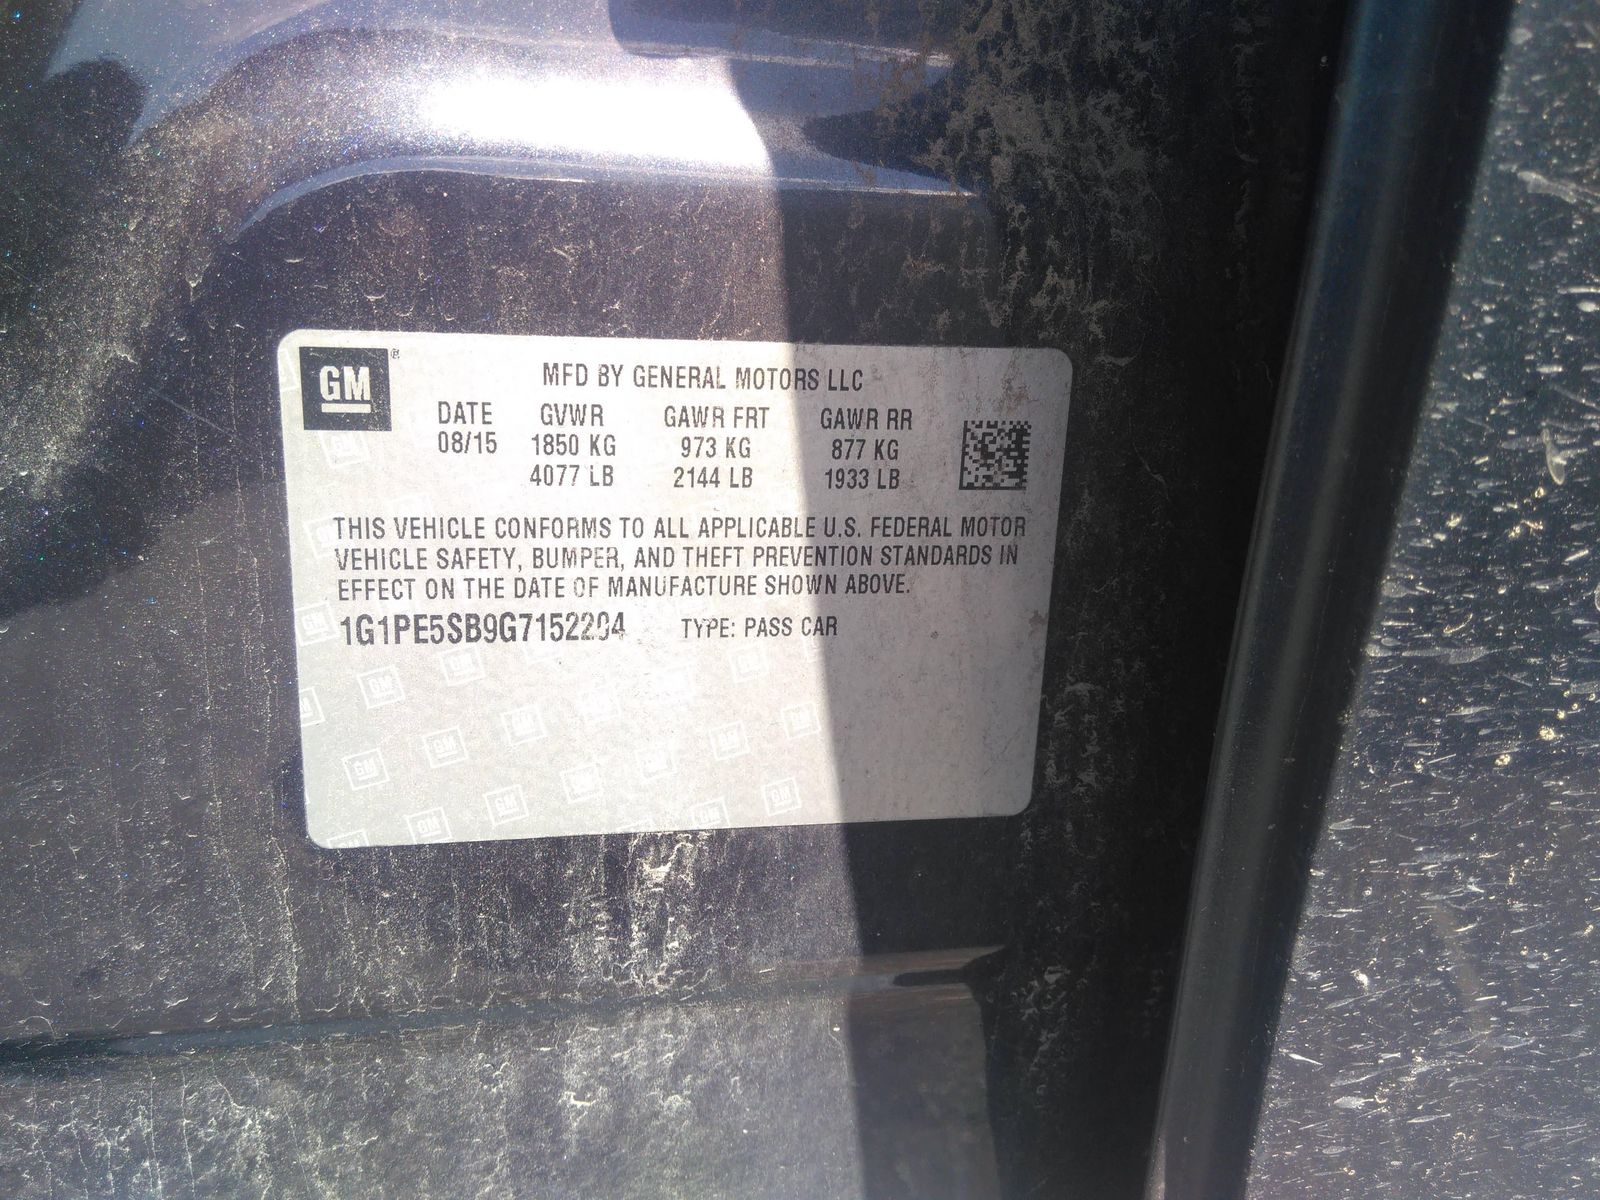 GM
MFD BY GENERAL MOTORS LLC
DATE GVWR GAWR FRT GAWR RR
08/15 1850 KG 973 KG 877 KG
4077 LB 2144 LB 1933 LB
THIS VEHICLE CONFORMS TO ALL APPLICABLE U.S. FEDERAL MOTOR
VEHICLE SAFETY, BUMPER, AND THEFT PREVENTION STANDARDS IN
EFFECT ON THE DATE OF MANUFACTURE SHOWN ABOVE.
1G1PE5SB9G7152204 TYPE: PASS CAR